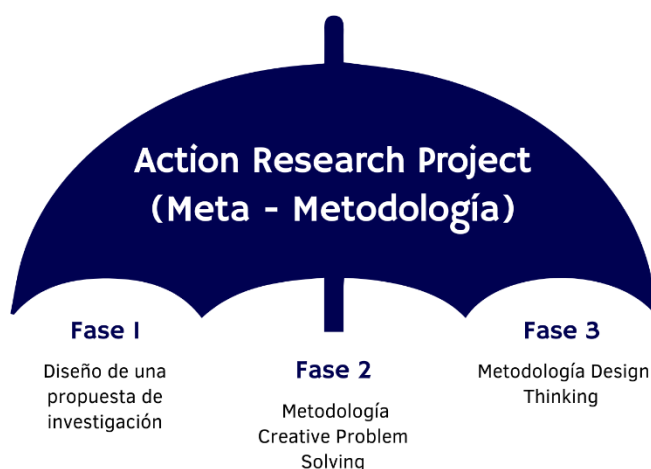 Action Research Project
(Meta - Metodología)
Fase 1
Diseño de una
propuesta de
investigación
Fase 2
Metodología
Creative Problem
Solving
Fase 3
Metodología Design
Thinking